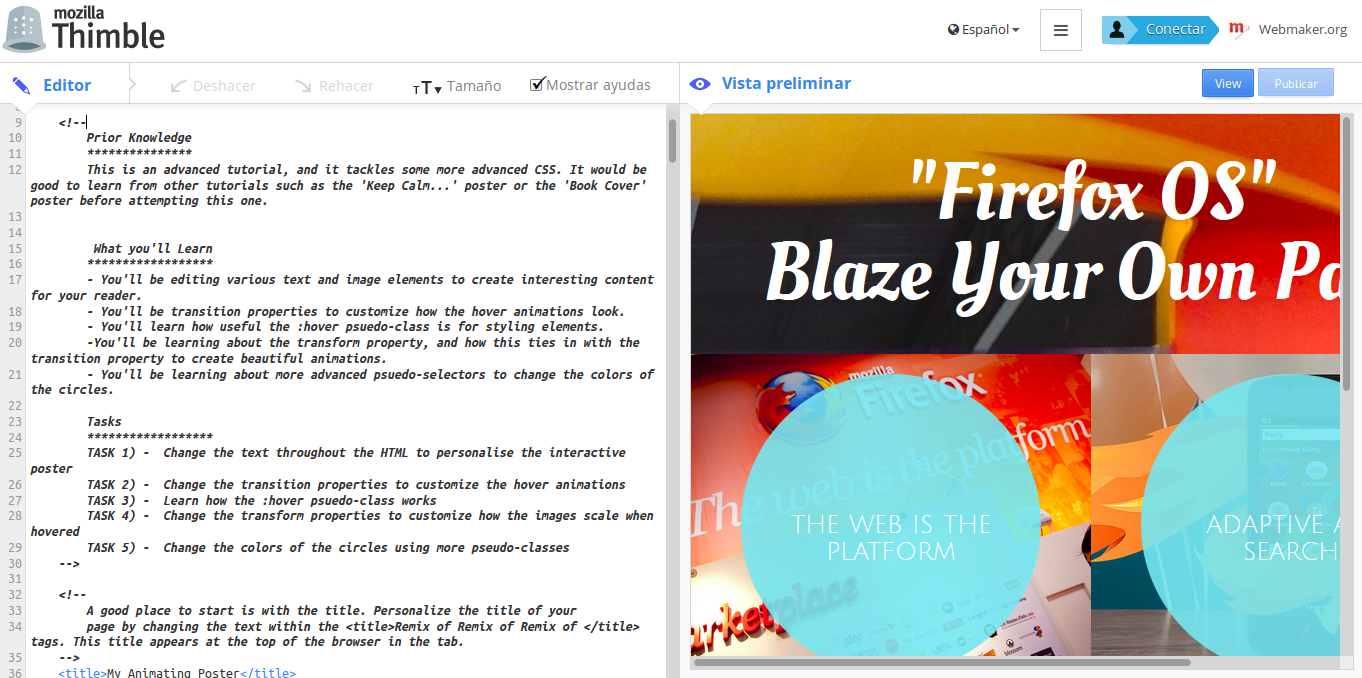 mozilla
Thimble
Español
Conectar
m
Webmaker.org
Editor
Deshacer
Rehacer
TT Tamaño
Mostrar ayudas
Vista preliminar
View
Publicar
9 <!--
10 Prior Knowledge
11 ***************
12 This is an advanced tutorial, and it tackles some more advanced CSS. It would be
good to learn from other tutorials such as the 'Keep Calm...' poster or the 'Book Cover'
poster before attempting this one.
13
14
15 What you'll Learn
16 ******************
17 - You'll be editing various text and image elements to create interesting content
for your reader.
18 - You'll be transition properties to customize how the hover animations look.
19 - You'll learn how useful the :hover psuedo-class is for styling elements.
20 -You'll be learning about the transform property, and how this ties in with the
transition property to create beautiful animations.
21 - You'll be learning about more advanced psuedo-selectors to change the colors of
the circles.
22
23 Tasks
24 ******************
25 TASK 1) - Change the text throughout the HTML to personalise the interactive
poster
26 TASK 2) - Change the transition properties to customize the hover animations
27 TASK 3) - Learn how the :hover psuedo-class works
28 TASK 4) - Change the transform properties to customize how the images scale when
hovered
29 TASK 5) - Change the colors of the circles using more pseudo-classes
30 -->
31
32 <!--
33 A good place to start is with the title. Personalize the title of your
34 page by changing the text within the <title>Remix of Remix of Remix of </title>
tags. This title appears at the top of the browser in the tab.
35 -->
36 <title>My Animating Poster</title>
"Firefox OS"
Blaze Your Own Pa
mozilla
Firefox
The web is the platform
THE WEB IS THE
PLATFORM
arketplace
sky
blossom
Party
Everything Party
ADAPTIVE A
SEARCH